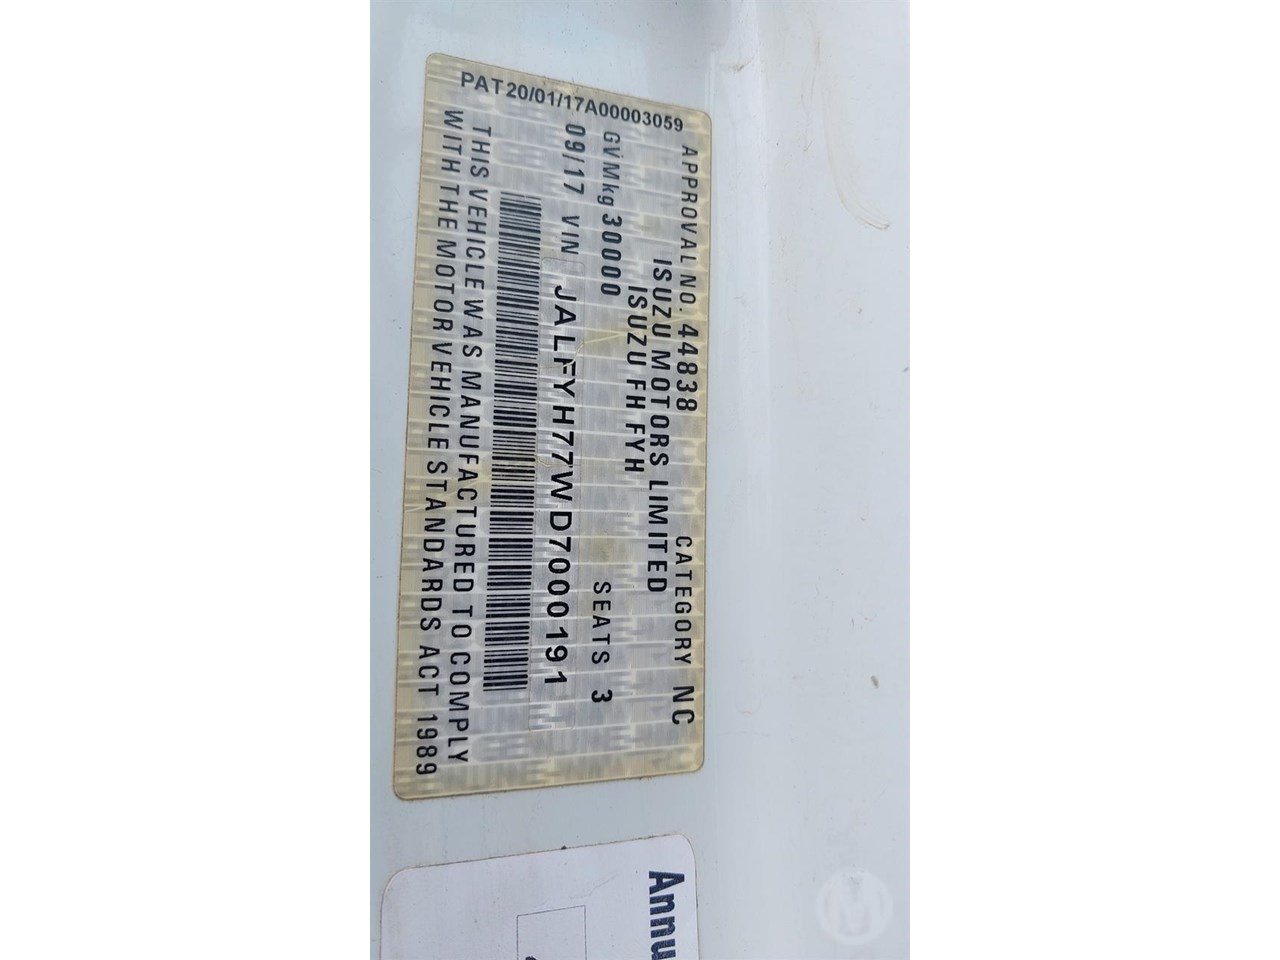 APPROVAL NO. 44838 CATEGORY NC
ISUZU MOTORS LIMITED
ISUZU FH FYH
GVMkg 30000 SEATS 3
09/17 VIN JALFYH77WD7000191
THIS VEHICLE WAS MANUFACTURED TO COMPLY
WITH THE MOTOR VEHICLE STANDARDS ACT 1989
PAT20/01/17A00003059
Annu
M